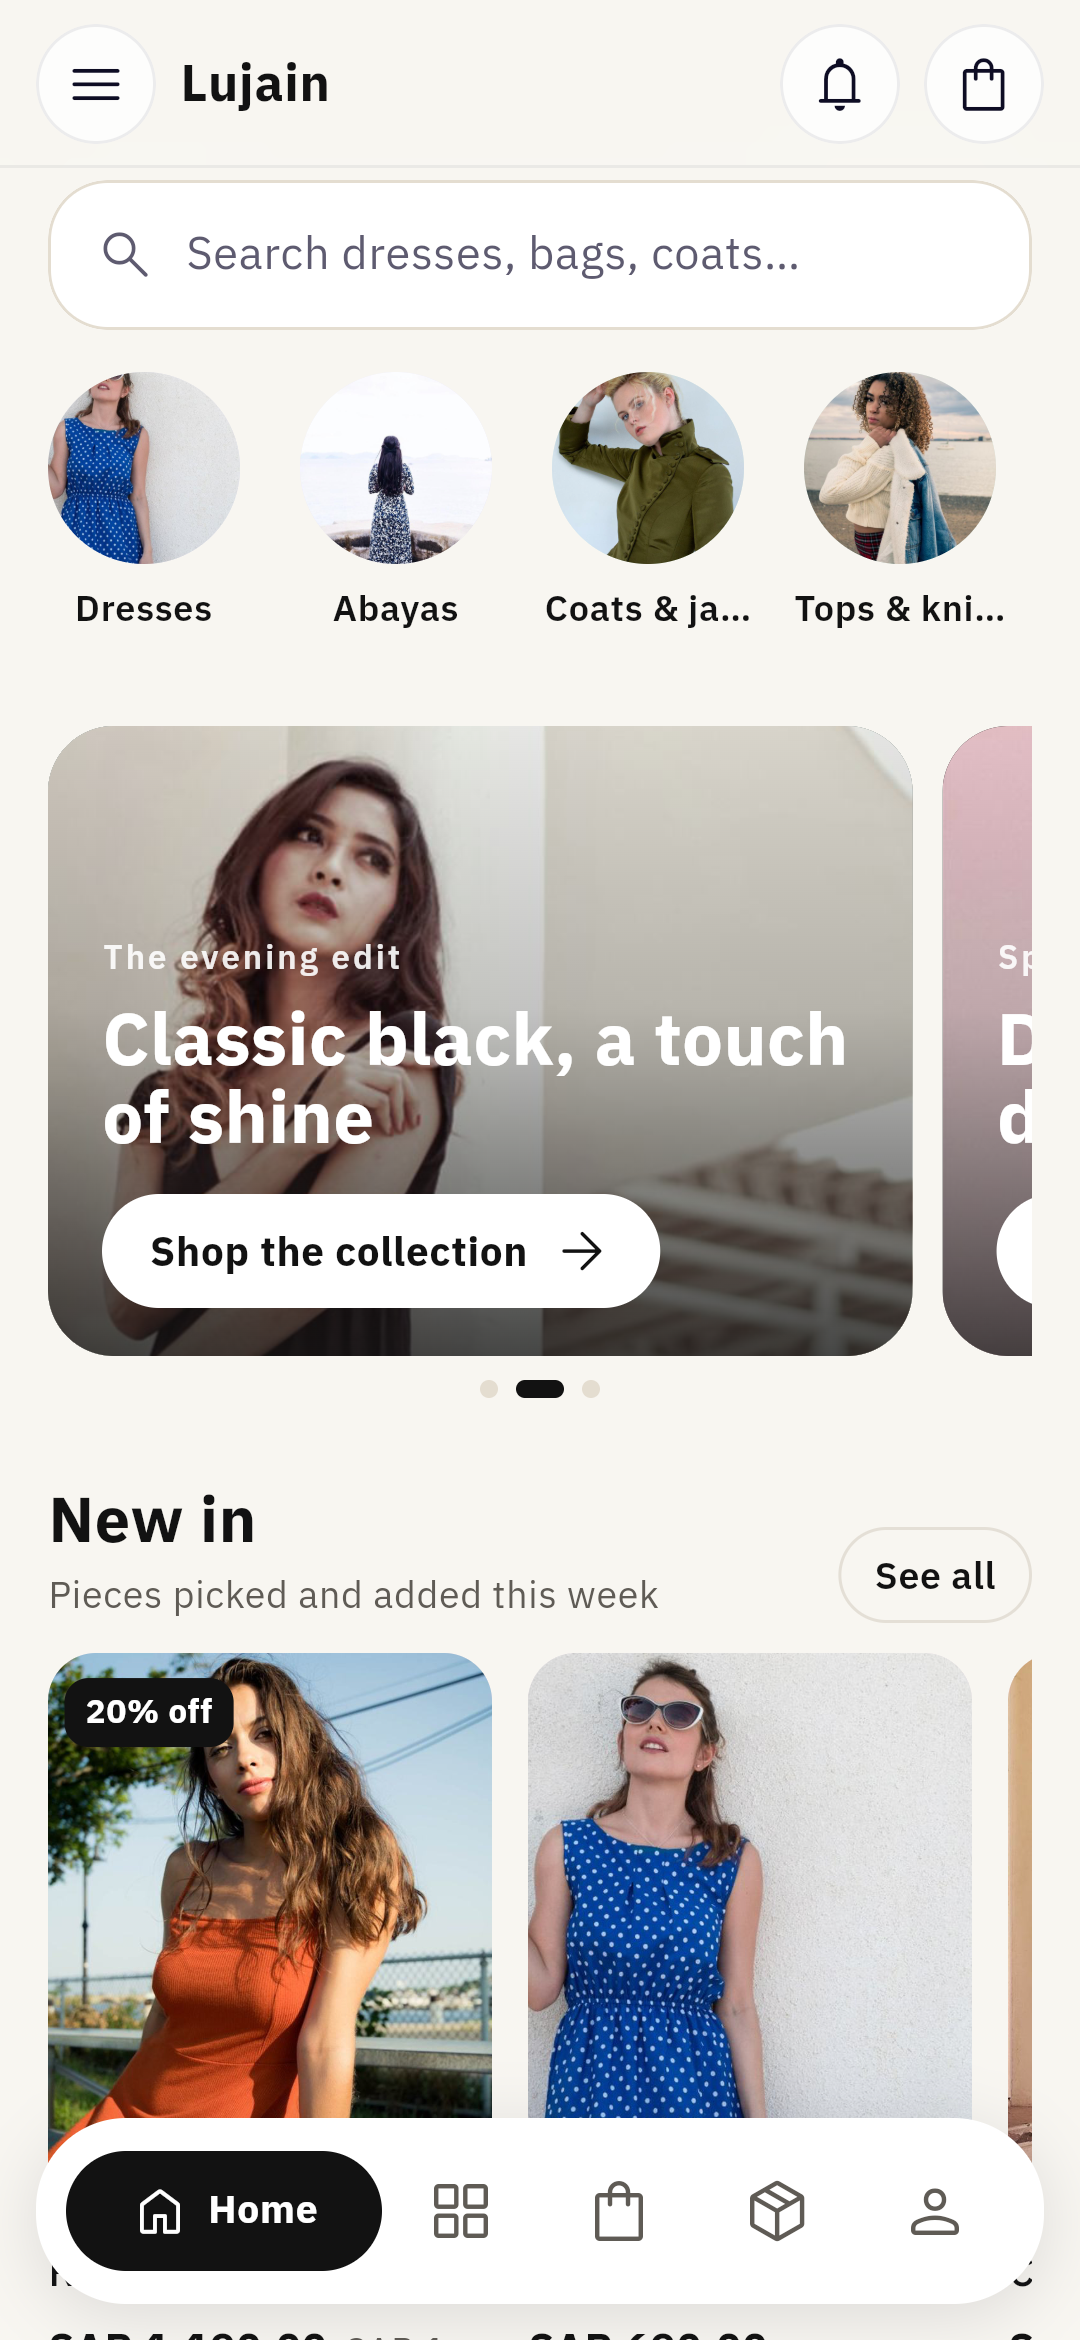 Lujain
Search dresses, bags, coats...
Dresses
Abayas
Coats & ja...
Tops & kni...
The evening edit
Classic black, a touch
of shine
Shop the collection
New in
Pieces picked and added this week
See all
20% off
Home